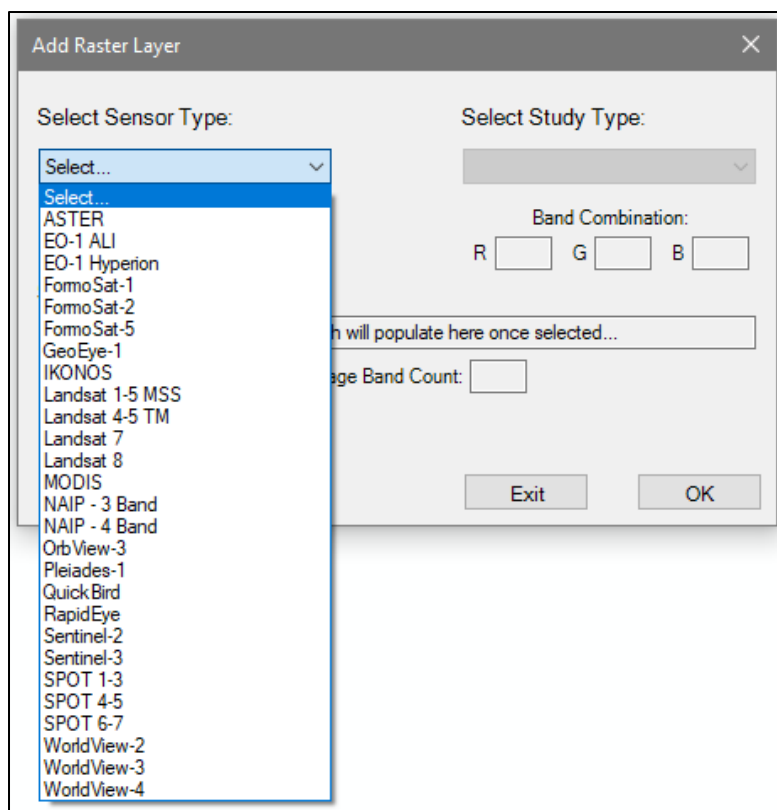 Add Raster Layer
Select Sensor Type:
Select Study Type:
Select...
Select...
ASTER
EO-1 ALI
EO-1 Hyperion
FormoSat-1
FormoSat-2
FormoSat-5
GeoEye-1
IKONOS
Landsat 1-5 MSS
Landsat 4-5 TM
Landsat 7
Landsat 8
MODIS
NAIP - 3 Band
NAIP - 4 Band
OrbView-3
Pleiades-1
QuickBird
RapidEye
Sentinel-2
Sentinel-3
SPOT 1-3
SPOT 4-5
SPOT 6-7
WorldView-2
WorldView-3
WorldView-4
Band Combination:
R G B
h will populate here once selected...
age Band Count:
Exit OK